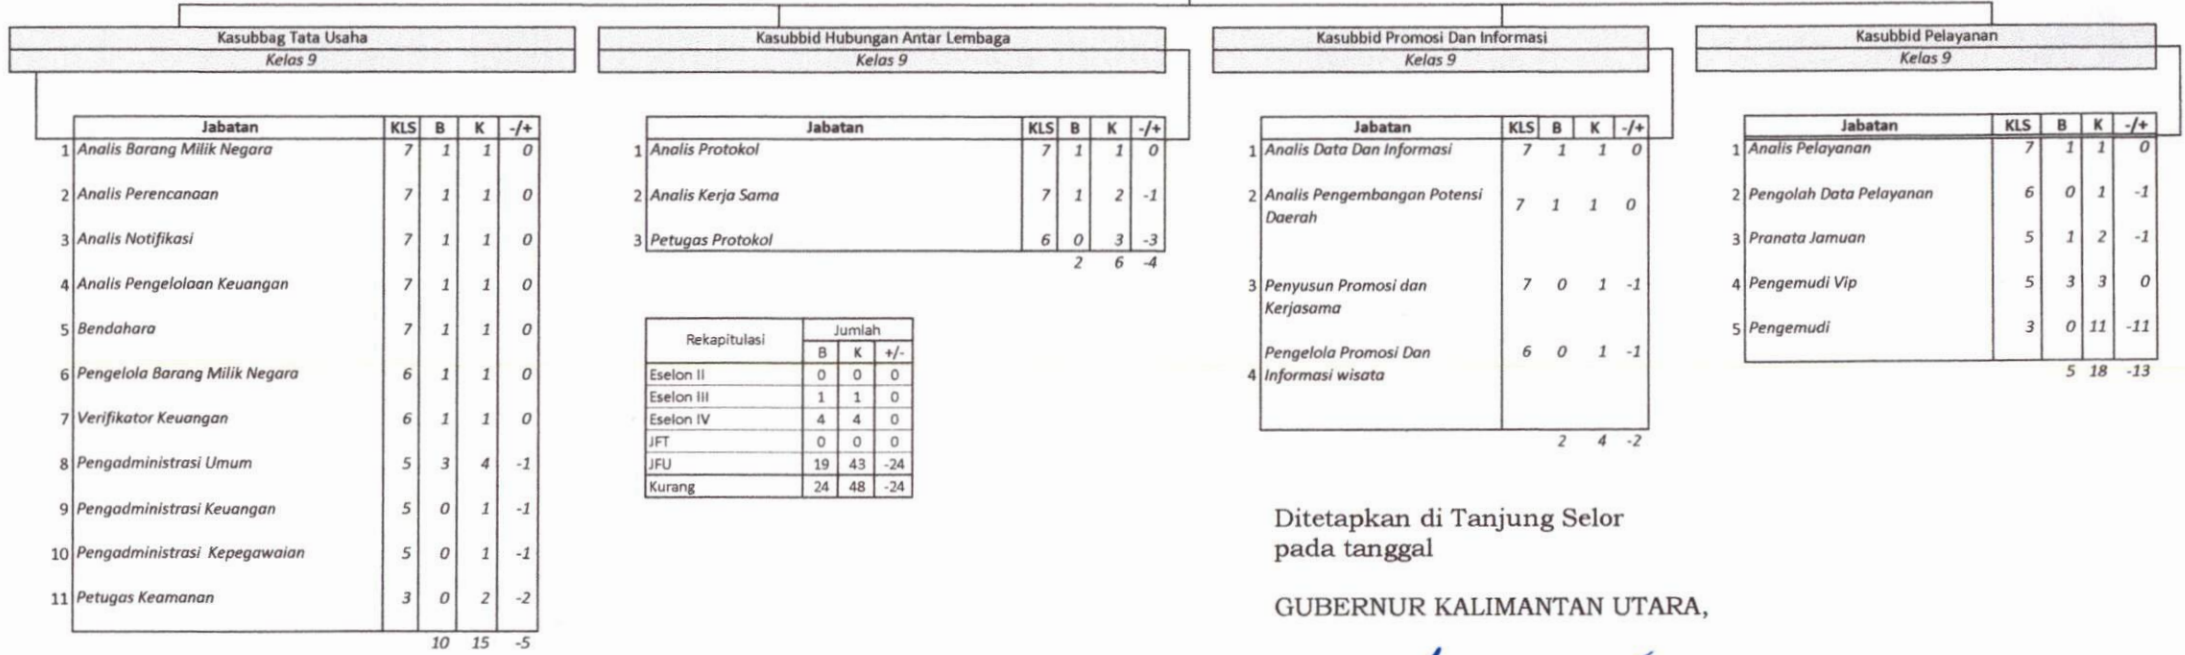 Kasubbag Tata Usaha
Kelas 9
Jabatan KLS B K -/+
1 Analis Barang Milik Negara 7 1 1 0
2 Analis Perencanaan 7 1 1 0
3 Analis Notifikasi 7 1 1 0
4 Analis Pengelolaan Keuangan 7 1 1 0
5 Bendahara 7 1 1 0
6 Pengelola Barang Milik Negara 6 1 1 0
7 Verifikator Keuangan 6 1 1 0
8 Pengadministrasi Umum 5 3 4 -1
9 Pengadministrasi Keuangan 5 0 1 -1
10 Pengadministrasi Kepegawaian 5 0 1 -1
11 Petugas Keamanan 3 0 2 -2
10 15 -5
Kasubbid Hubungan Antar Lembaga
Kelas 9
Jabatan KLS B K -/+
1 Analis Protokol 7 1 1 0
2 Analis Kerja Sama 7 1 2 -1
3 Petugas Protokol 6 0 3 -3
2 6 -4
Rekapitulasi Jumlah
B K +/-
Eselon II 0 0 0
Eselon III 1 1 0
Eselon IV 4 4 0
JFT 0 0 0
JFU 19 43 -24
Kurang 24 48 -24
Kasubbid Promosi Dan Informasi
Kelas 9
Jabatan KLS B K -/+
1 Analis Data Dan Informasi 7 1 1 0
2 Analis Pengembangan Potensi 7 1 1 0
Daerah
3 Penyusun Promosi dan 7 0 1 -1
Kerjasama
Pengelola Promosi Dan 6 0 1 -1
4 Informasi wisata
2 4 -2
Kasubbid Pelayanan
Kelas 9
Jabatan KLS B K -/+
1 Analis Pelayanan 7 1 1 0
2 Pengolah Data Pelayanan 6 0 1 -1
3 Pranata Jamuan 5 1 2 -1
4 Pengemudi Vip 5 3 3 0
5 Pengemudi 3 0 11 -11
5 18 -13
Ditetapkan di Tanjung Selor
pada tanggal
GUBERNUR KALIMANTAN UTARA,